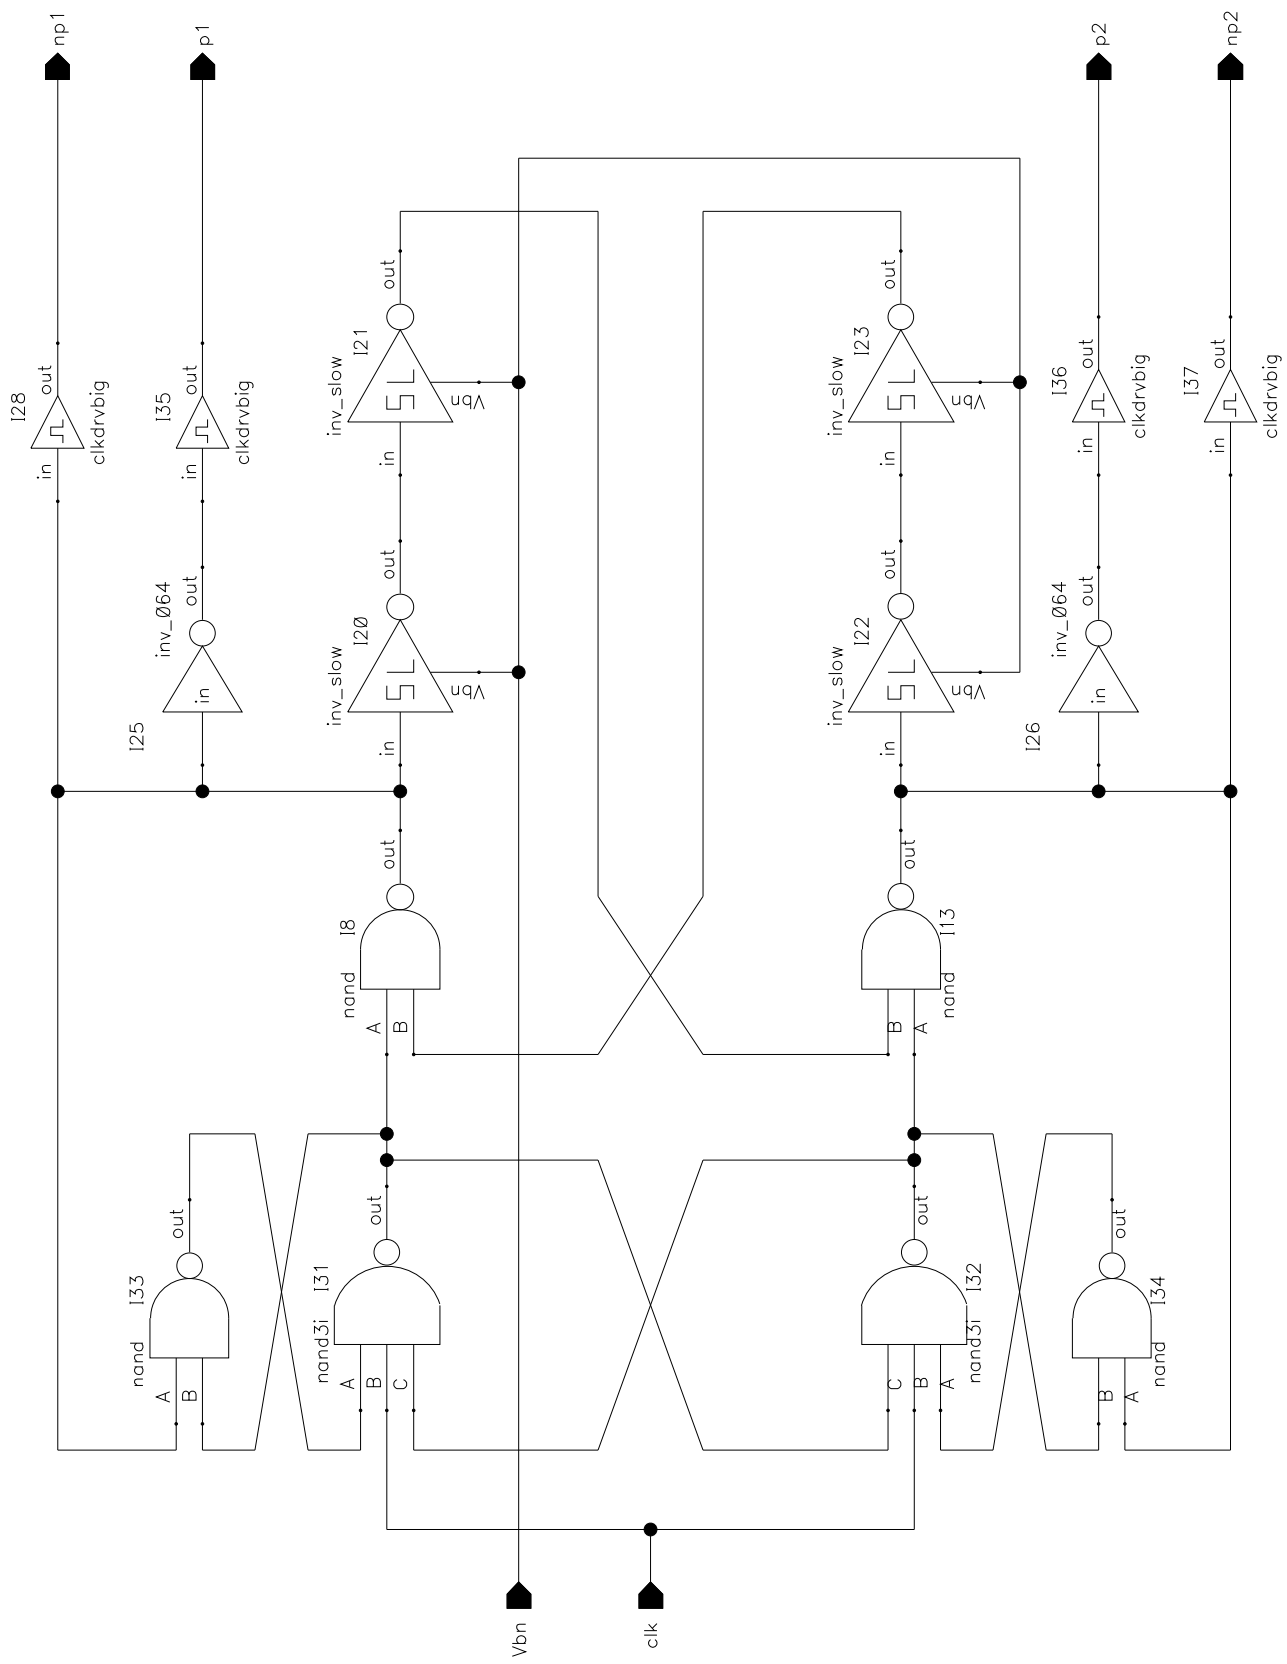 np1
p1
p2
np2
out
I28
in
clkdrvbig
out
I35
in
clkdrvbig
out
I36
in
clkdrvbig
out
I37
in
clkdrvbig
out
I21
inv_slow
in
Vbn
out
I23
inv_slow
in
Vbn
out
inv_Ø64
in
I25
out
I20
inv_slow
in
Vbn
out
I22
inv_slow
in
Vbn
out
inv_Ø64
in
I26
out
I8
nand
A
B
out
I13
nand
B
A
out
I33
nand
A
B
out
I31
nand3i
A
B
C
out
I32
nand3i
C
B
A
out
I34
nand
B
A
Vbn
clk